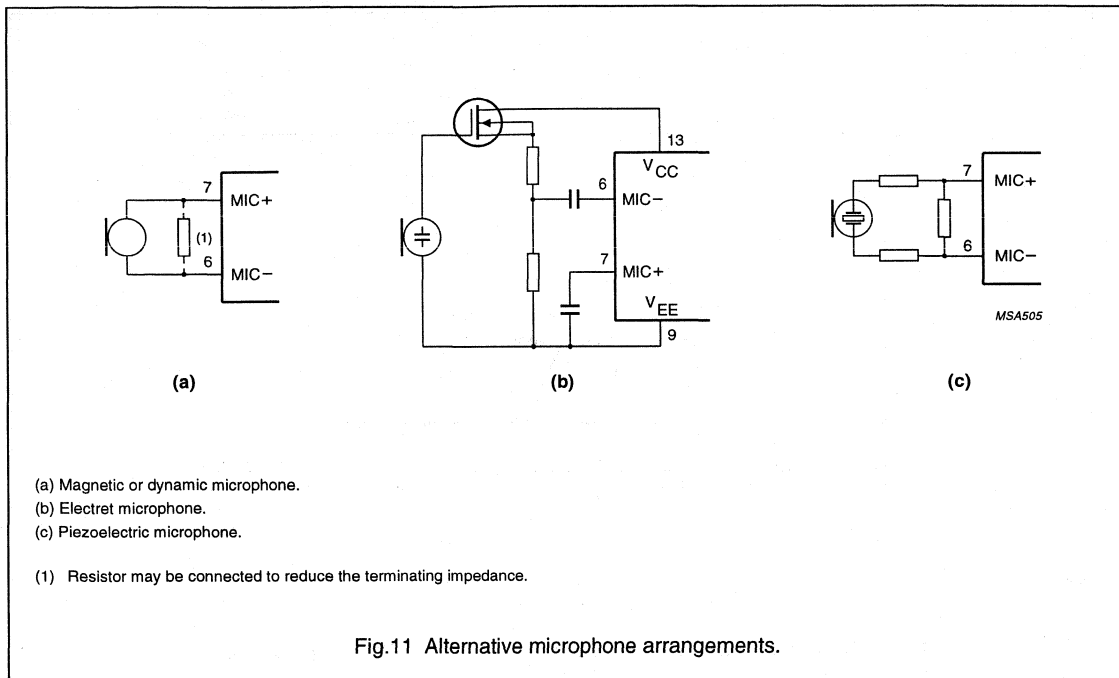 7
MIC+
(1)
6
MIC−
(a)
13
V CC
6
MIC−
7
MIC+
V EE
9
(b)
7
MIC+
6
MIC−
MSA505
(c)
(a) Magnetic or dynamic microphone.
(b) Electret microphone.
(c) Piezoelectric microphone.
(1) Resistor may be connected to reduce the terminating impedance.
Fig.11 Alternative microphone arrangements.